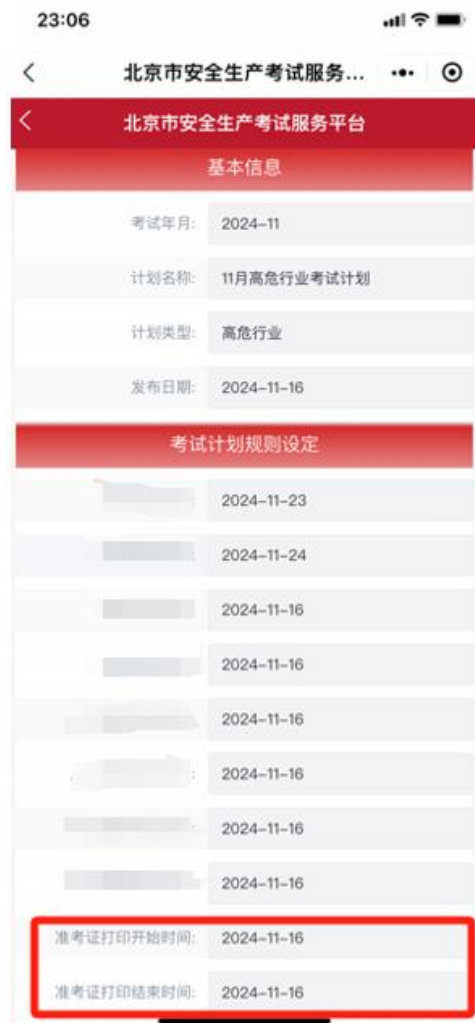 23:06
北京市安全生产考试服务...
北京市安全生产考试服务平台
基本信息
考试年月: 2024-11
计划名称: 11月高危行业考试计划
计划类型: 高危行业
发布日期: 2024-11-16
考试计划规则设定
2024-11-23
2024-11-24
2024-11-16
2024-11-16
2024-11-16
2024-11-16
2024-11-16
2024-11-16
准考证打印开始时间: 2024-11-16
准考证打印结束时间: 2024-11-16